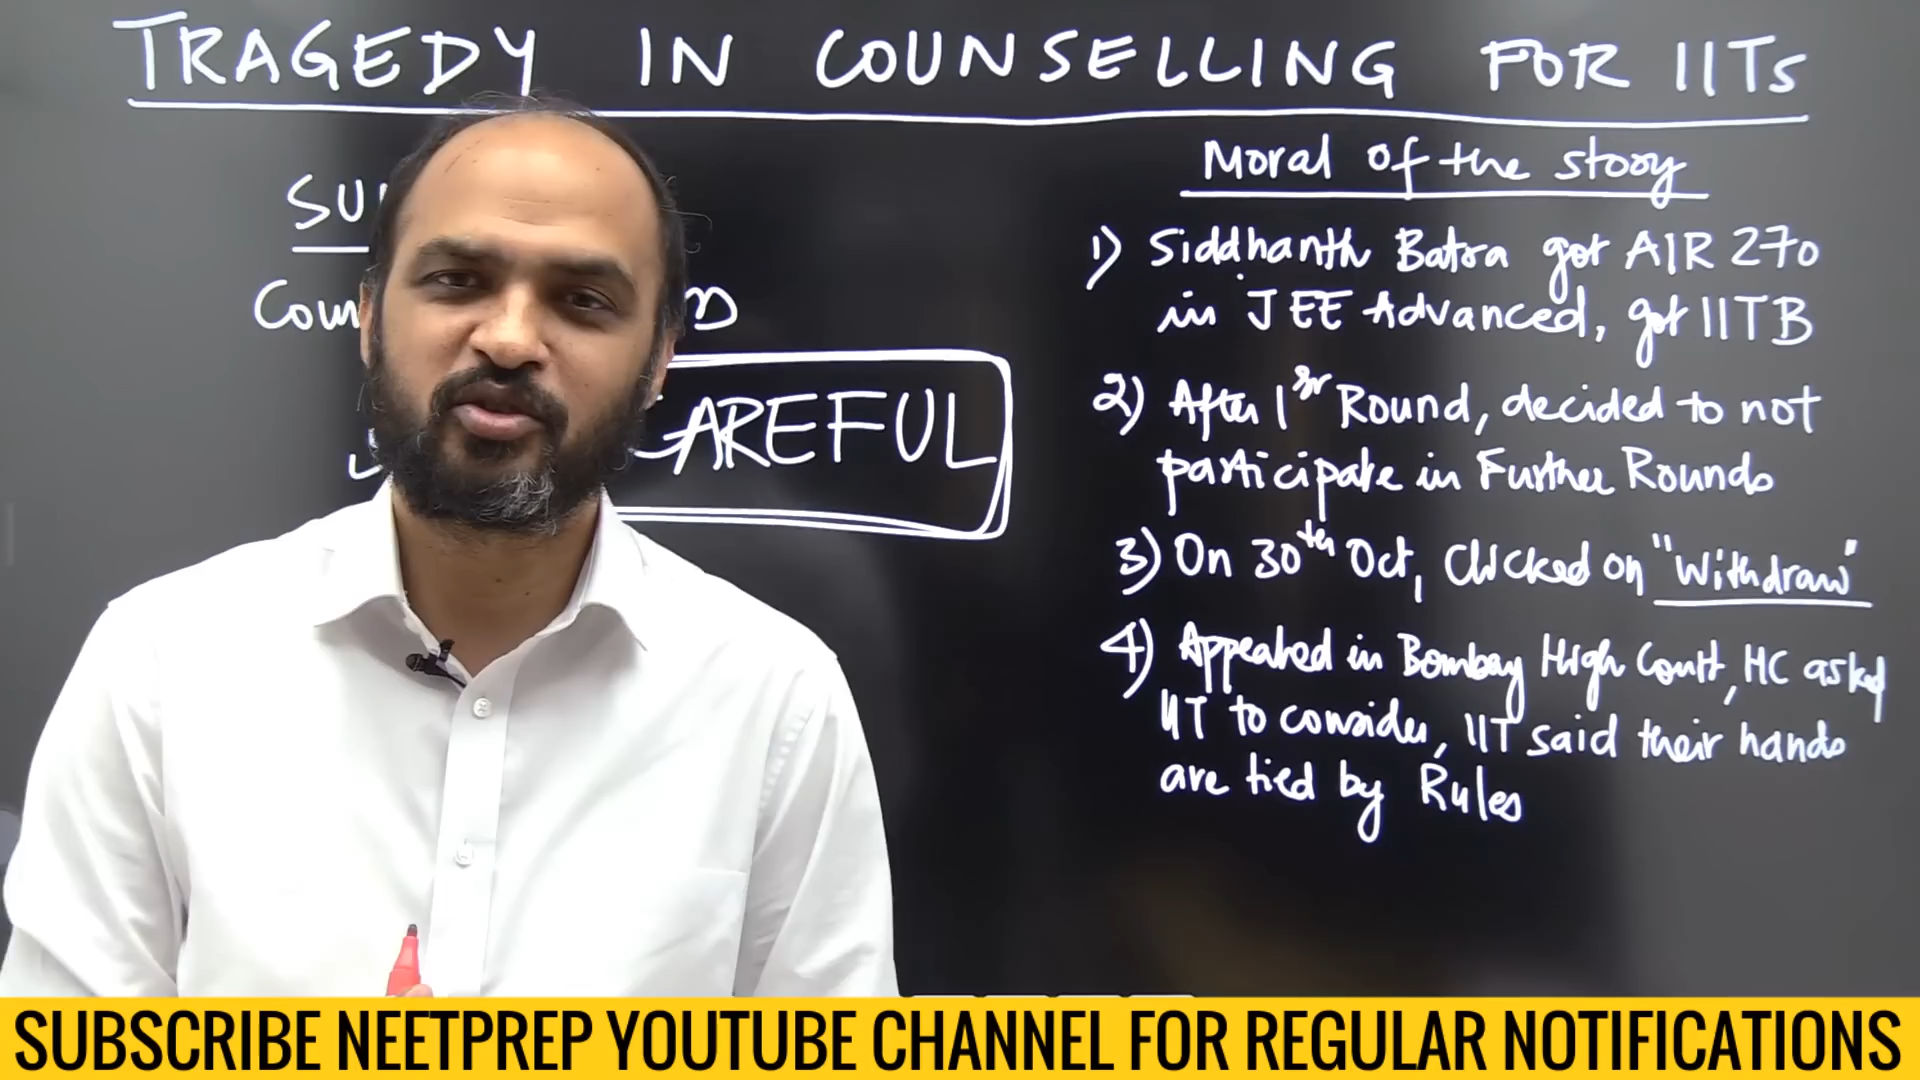 TRAGEDY IN COUNSELLING FOR IITs
CAREFUL
Moral of the story
1) Siddhanth Batra got AIR 270
in JEE Advanced, got IITB
2) After 1st Round, decided to not
participate in Further Rounds
3) On 30th Oct, Clicked on "Withdraw"
4) Appealed in Bombay High Court, HC asked
IIT to consider, IIT said their hands
are tied by Rules
SUBSCRIBE NEETPREP YOUTUBE CHANNEL FOR REGULAR NOTIFICATIONS